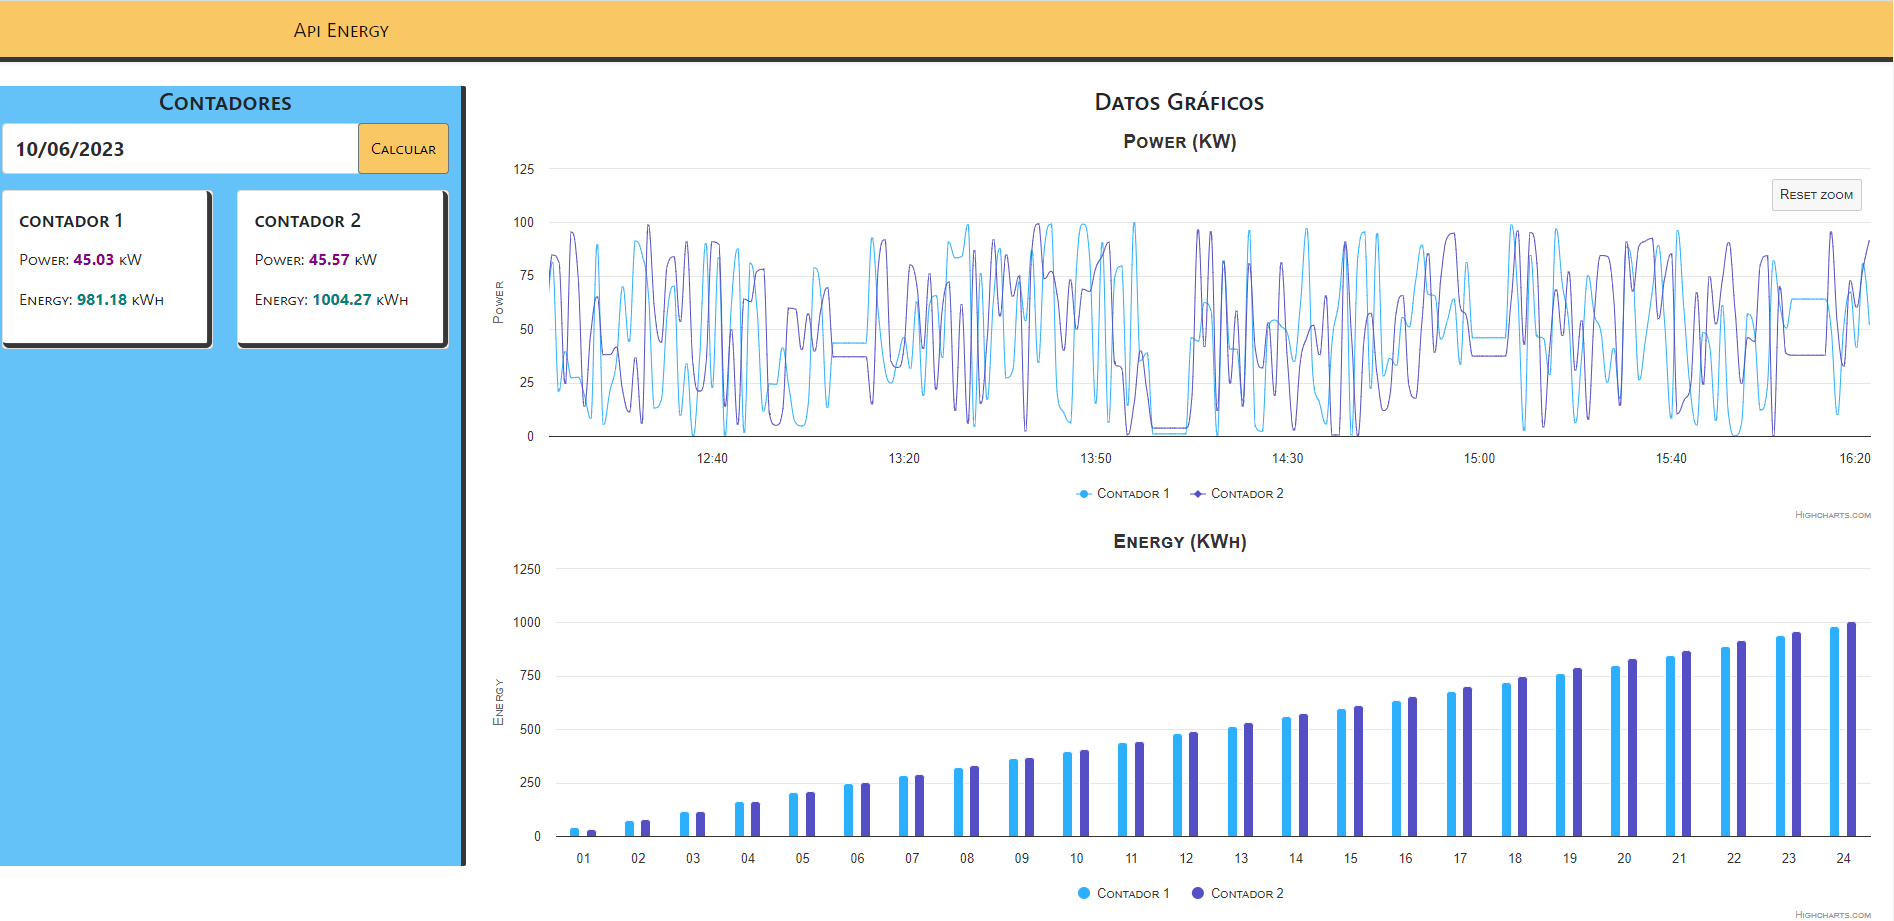 Api Energy
Contadores
10/06/2023
Calcular
contador 1
Power: 45.03 kW
Energy: 981.18 kWh
contador 2
Power: 45.57 kW
Energy: 1004.27 kWh
Datos Gráficos
Power (KW)
Reset zoom
Power
125
100
75
50
25
0
12:40 13:20 13:50 14:30 15:00 15:40 16:20
Contador 1 Contador 2
Highcharts.com
Energy (KWh)
Energy
1250
1000
750
500
250
0
01 02 03 04 05 06 07 08 09 10 11 12 13 14 15 16 17 18 19 20 21 22 23 24
Contador 1 Contador 2
Highcharts.com